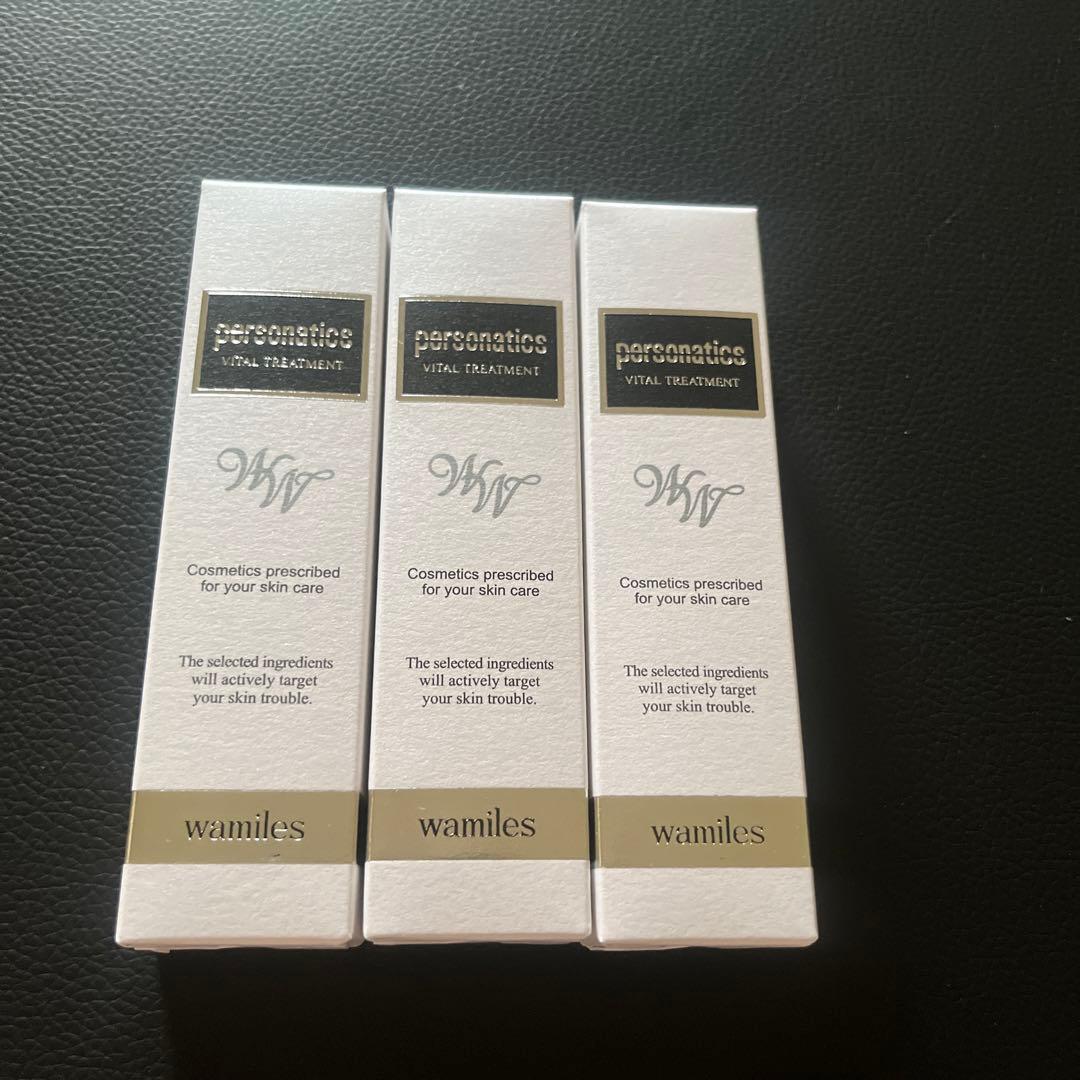 personatics
VITAL TREATMENT
Cosmetics prescribed
for your skin care
The selected ingredients
will actively target
your skin trouble.
wamiles
personatics
VITAL TREATMENT
Cosmetics prescribed
for your skin care
The selected ingredients
will actively target
your skin trouble.
wamiles
personatics
VITAL TREATMENT
Cosmetics prescribed
for your skin care
The selected ingredients
will actively target
your skin trouble.
wamiles